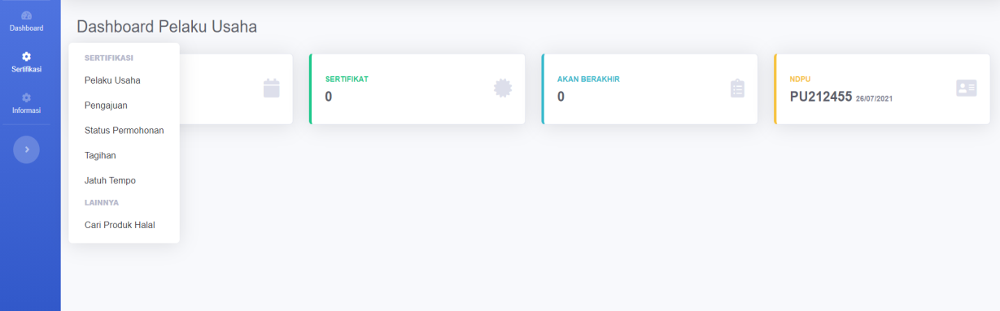 Dashboard
Sertifikasi
Informasi
Dashboard Pelaku Usaha
SERTIFIKASI
Pelaku Usaha
Pengajuan
Status Permohonan
Tagihan
Jatuh Tempo
LAINNYA
Cari Produk Halal
SERTIFIKAT
0
AKAN BERAKHIR
0
NDPU
PU212455 26/07/2021